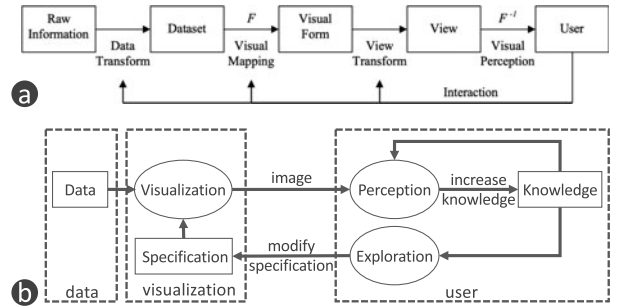 Raw
Information
Data
Transform
Dataset
F
Visual
Mapping
Visual
Form
View
Transform
View
F⁻¹
Visual
Perception
User
Interaction
a
Data
Visualization
image
Perception
increase
knowledge
Knowledge
Specification
modify
specification
Exploration
data
visualization
user
b